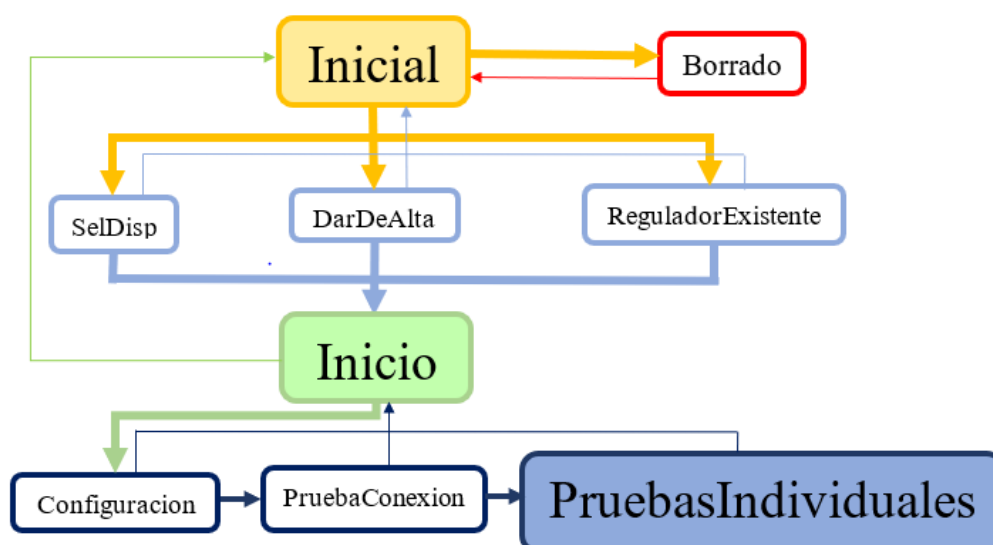 Inicial
Borrado
SelDisp
DarDeAlta
ReguladorExistente
Inicio
Configuracion
PruebaConexion
PruebasIndividuales